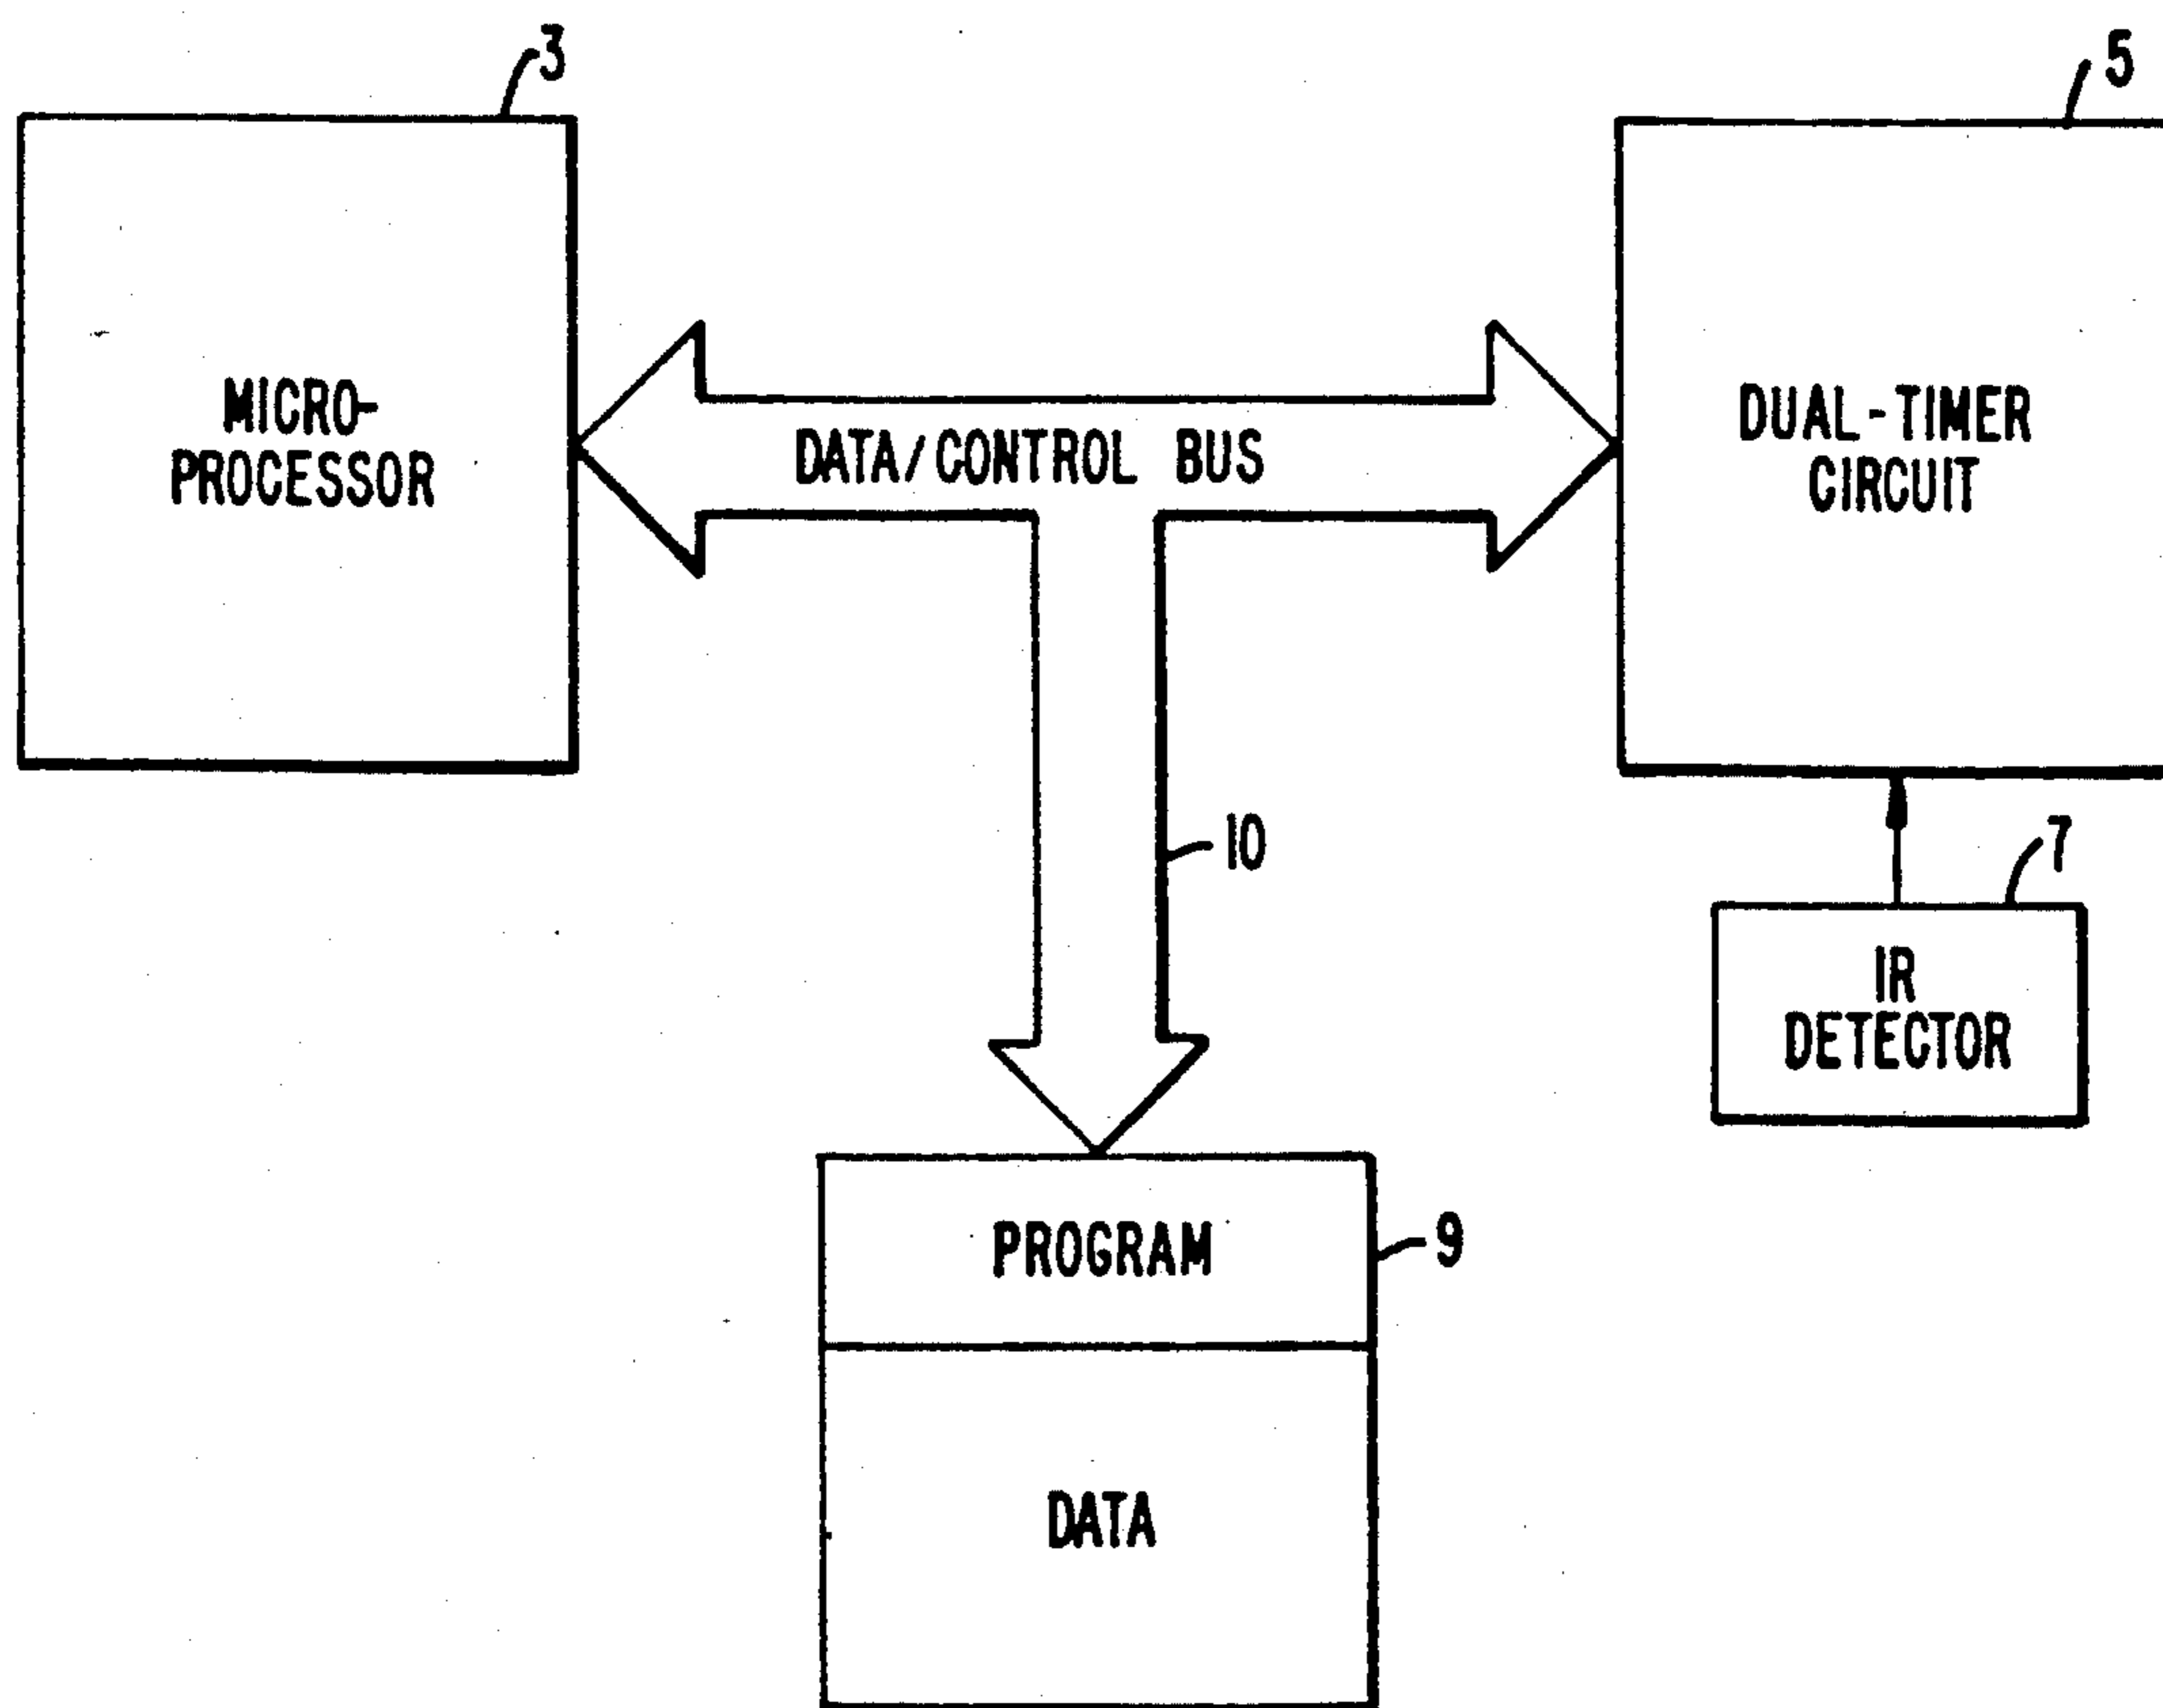 3
5
MICRO-
PROCESSOR
DATA/CONTROL BUS
DUAL-TIMER
CIRCUIT
10
7
IR
DETECTOR
PROGRAM
9
DATA